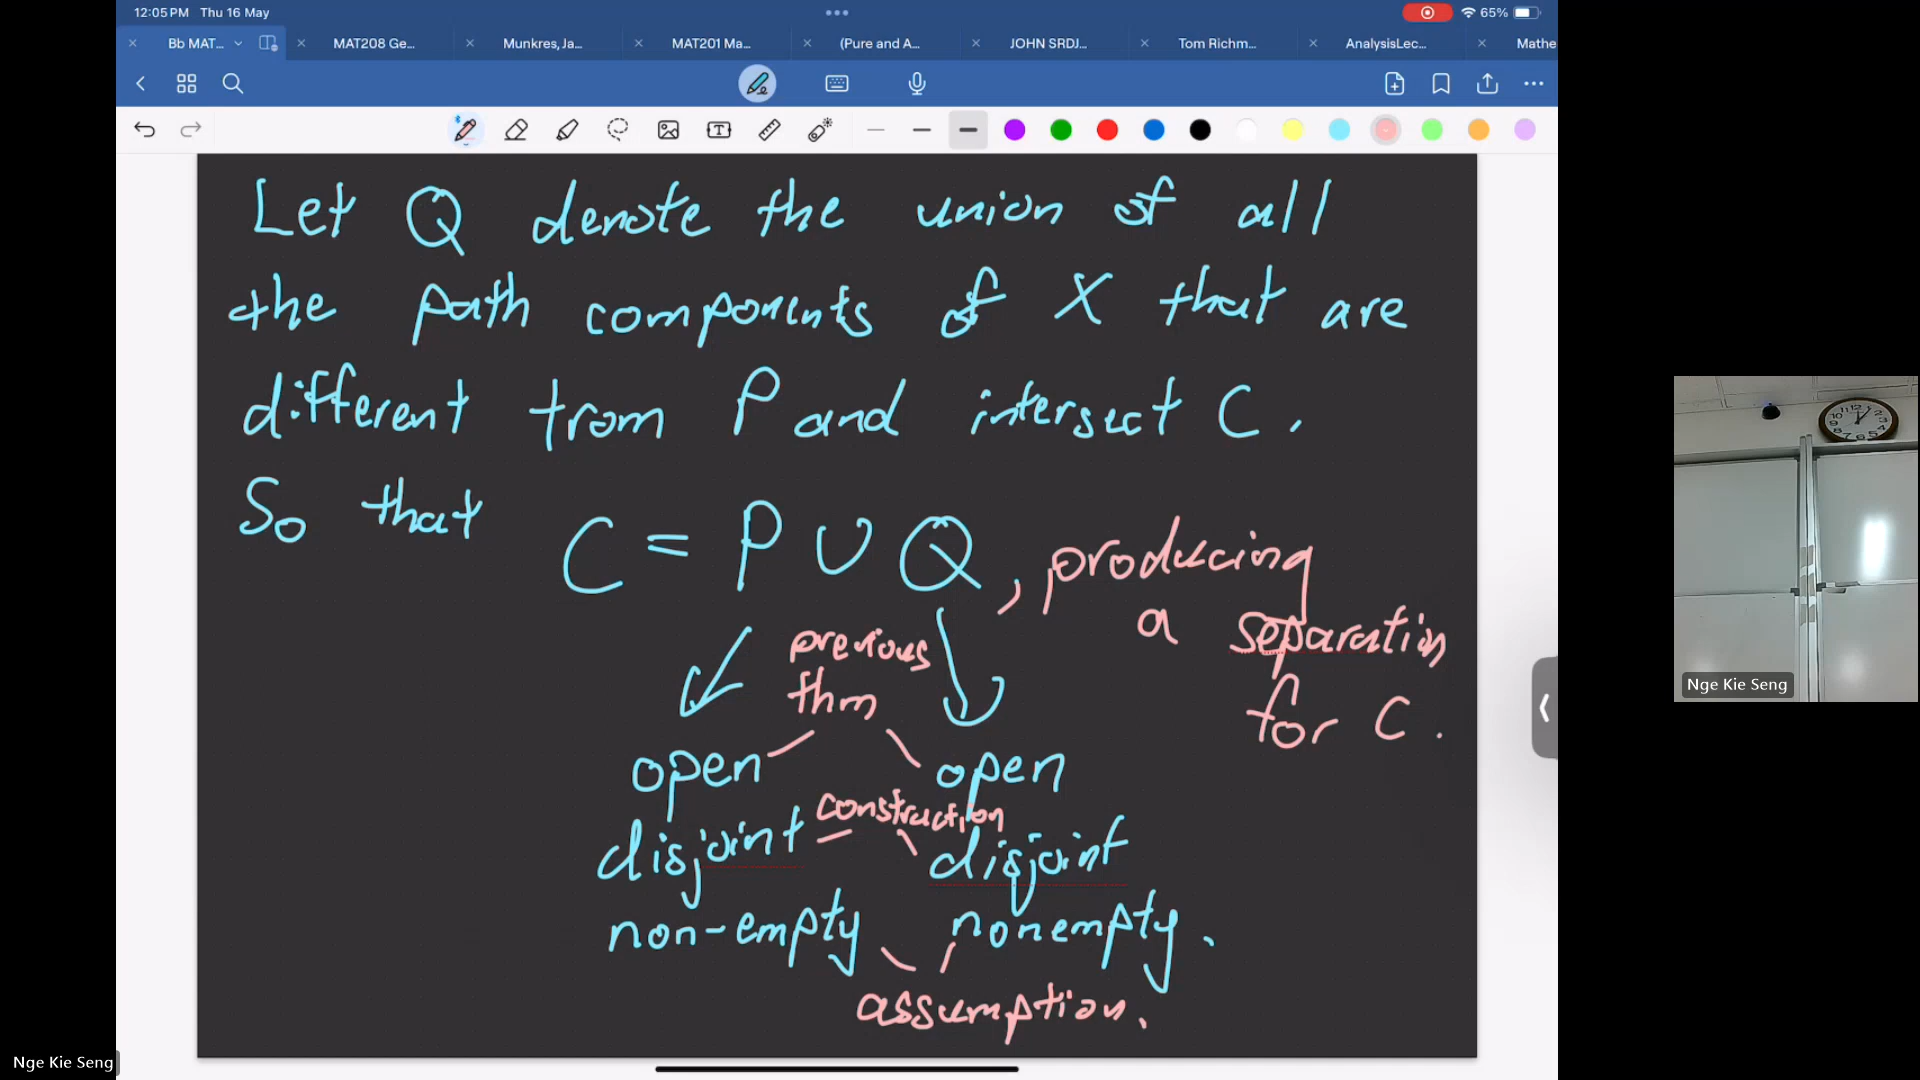 12:05 PM Thu 16 May
65%
Bb MAT...
MAT208 Ge...
Munkres, Ja...
MAT201 Ma...
(Pure and A...
JOHN SRDJ...
Tom Richm...
AnalysisLec...
Mathe
Let Q denote the union of all
the path components of X that are
different from P and intersect C.
So that
C = P ∪ Q , producing
a separation
for C.
previous
thm
open open
construction
disjoint disjoint
non-empty nonempty.
assumption.
Nge Kie Seng
Nge Kie Seng